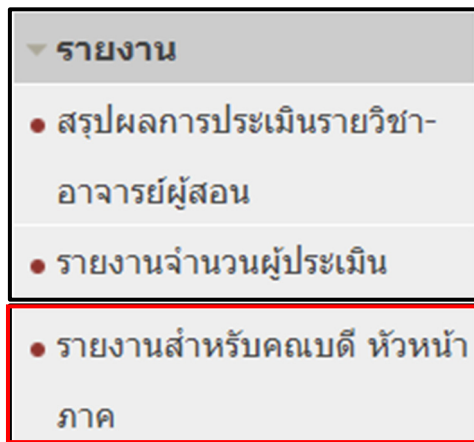 รายงาน
สรุปผลการประเมินรายวิชา-
อาจารย์ผู้สอน
รายงานจำนวนผู้ประเมิน
รายงานสำหรับคณบดี หัวหน้า
ภาค